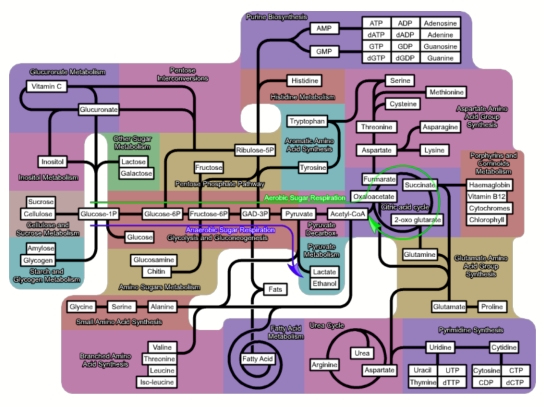 Purine Biosynthesis
AMP
ATP ADP Adenosine
dATP dADP Adenine
GMP
GTP GDP Guanosine
dGTP dGDP Guanine
Glucuronate Metabolism
Pentose
Interconversions
Vitamin C
Histidine
Serine
Methionine
Histidine Metabolism
Cysteine
Glucuronate
Aspartate Amino
Acid Group
Synthesis
Tryptophan
Threonine
Asparagine
Other Sugar
Metabolism
Aromatic Amino
Acid Synthesis
Inositol
Lactose
Galactose
Ribulose-5P
Aspartate
Lysine
Porphyrins and
Corrinoids
Metabolism
Inositol Metabolism
Fructose
Tyrosine
Pentose Phosphate Pathway
Fumarate
Succinate
Haemaglobin
Vitamin B12
Cytochromes
Chlorophyll
Sucrose
Cellulose
Aerobic Sugar Respiration
Oxaloacetate
Citric acid cycle
2-oxo glutarate
Glucose-1P
Glucose-6P
Fructose-6P
GAD-3P
Pyruvate
Acetyl-CoA
Cellulose and
Sucrose Metabolism
Anaerobic Sugar Respiration
Glycolysis and Gluconeogenesis
Pyruvate
Decarbox
Glucose
Amylose
Glycogen
Pyruvate
Metabolism
Glutamine
Glutamate Amino
Acid Group
Synthesis
Glucosamine
Chitin
Lactate
Ethanol
Starch and
Glycogen Metabolism
Amino Sugars Metabolism
Fats
Glycine
Serine
Alanine
Glutamate
Proline
Small Amino Acid Synthesis
Fatty Acid
Metabolism
Urea Cycle
Pyrimidine Synthesis
Branched Amino
Acid Synthesis
Valine
Threonine
Leucine
Iso-leucine
Fatty Acid
Urea
Arginine
Aspartate
Uridine
Cytidine
Uracil UTP
Thymine dTTP
Cytosine CTP
CDP dCTP